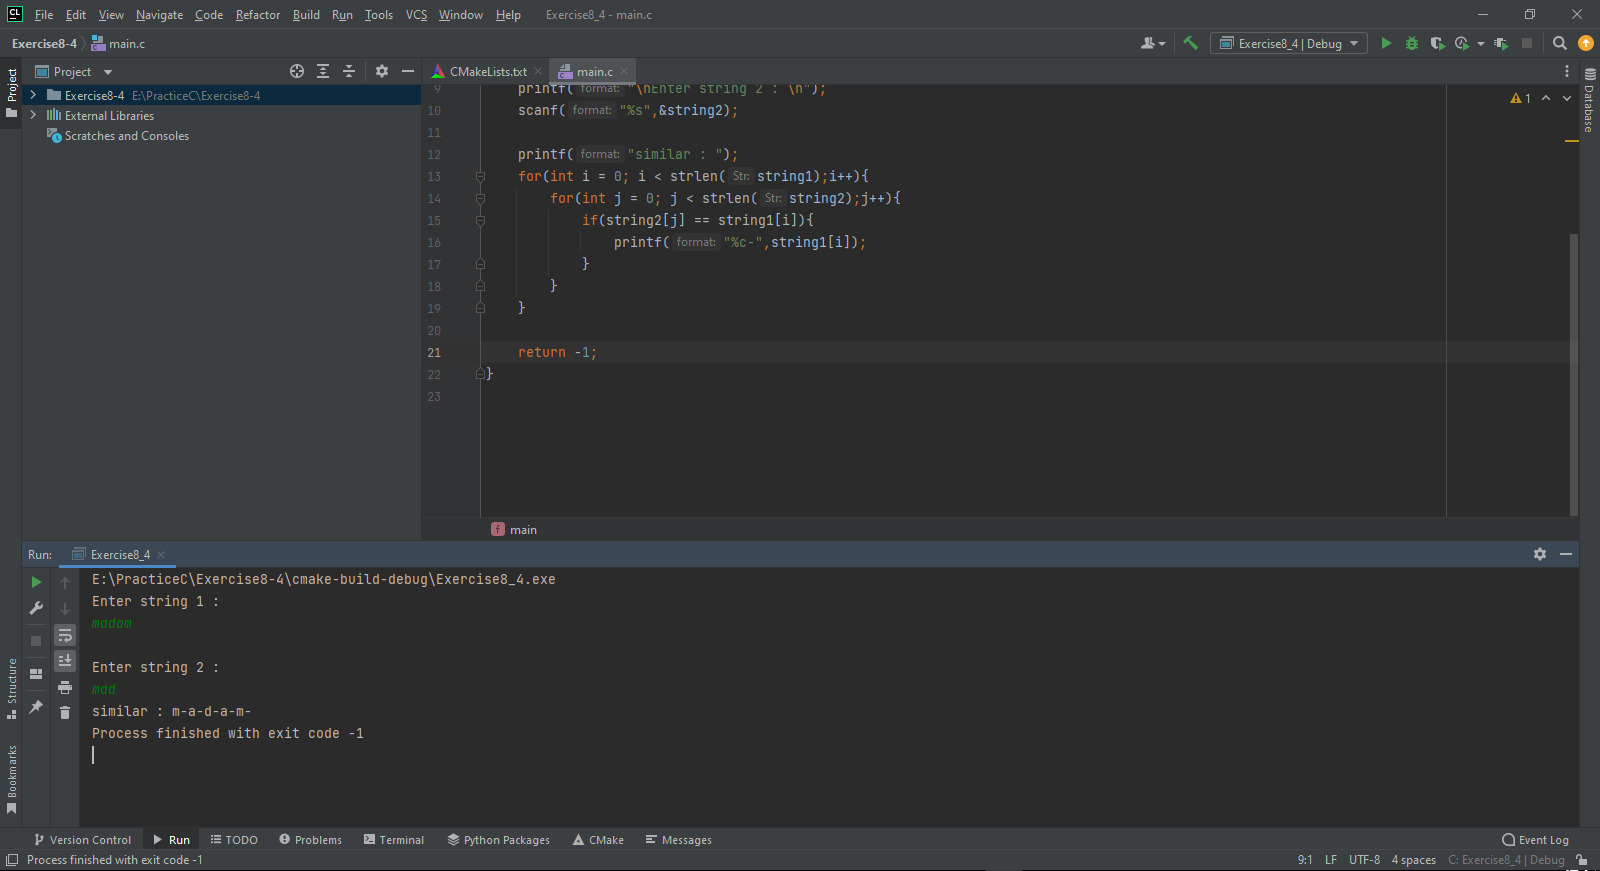 CL File Edit View Navigate Code Refactor Build Run Tools VCS Window Help Exercise8_4 - main.c
Exercise8-4 main.c Exercise8_4 | Debug
Project CMakeLists.txt main.c
Project
Exercise8-4 E:\PracticeC\Exercise8-4
External Libraries
Scratches and Consoles
9 printf( format: "\nEnter string 2 : \n");
10 scanf( format: "%s",&string2);
11
12 printf( format: "similar : ");
13 for(int i = 0; i < strlen( Str: string1);i++){
14 for(int j = 0; j < strlen( Str: string2);j++){
15 if(string2[j] == string1[i]){
16 printf( format: "%c-",string1[i]);
17 }
18 }
19 }
20
21 return -1;
22 }
23
1
Database
f main
Run: Exercise8_4
E:\PracticeC\Exercise8-4\cmake-build-debug\Exercise8_4.exe
Enter string 1 :
madam
Enter string 2 :
mad
similar : m-a-d-a-m-
Process finished with exit code -1
Structure
Bookmarks
Version Control Run TODO Problems Terminal Python Packages CMake Messages Event Log
Process finished with exit code -1 9:1 LF UTF-8 4 spaces C: Exercise8_4 | Debug